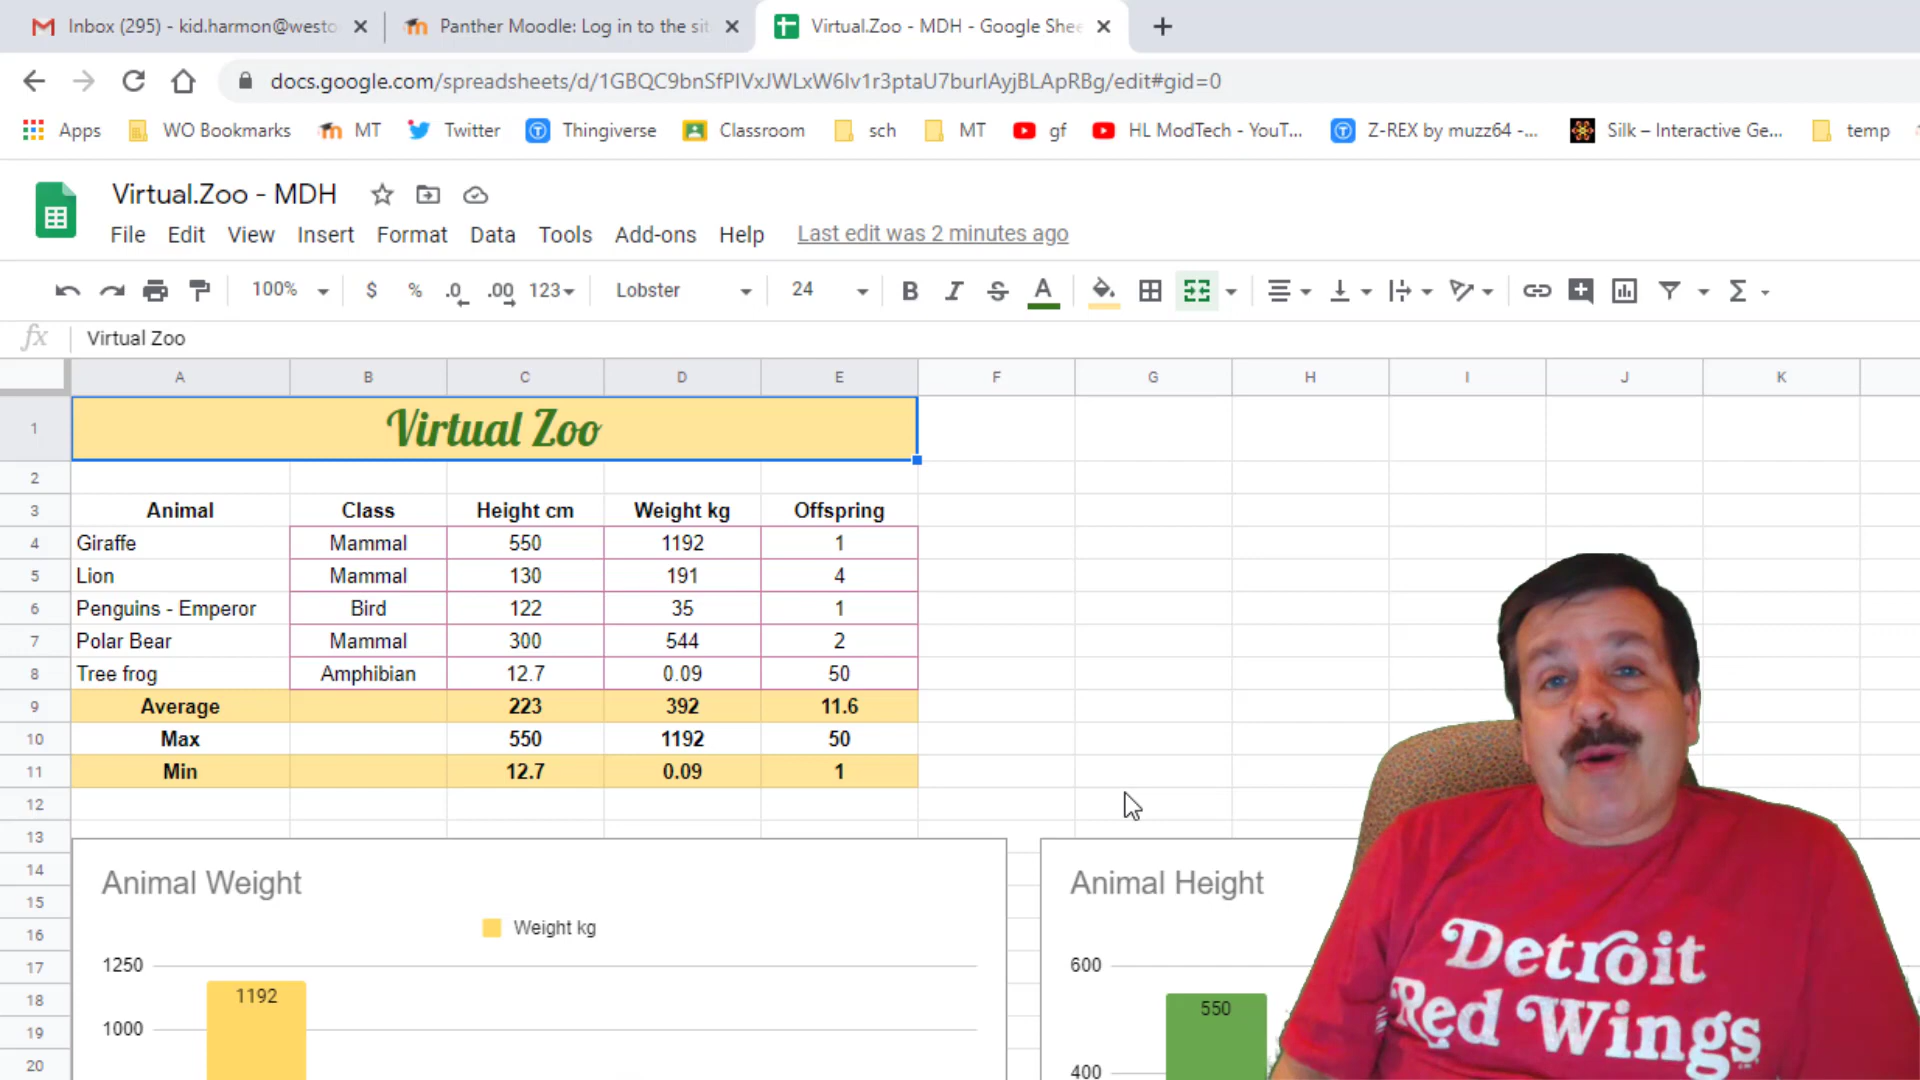 Inbox (295) - kid.harmon@westo
Panther Moodle: Log in to the sit
Virtual.Zoo - MDH - Google Shee
docs.google.com/spreadsheets/d/1GBQC9bnSfPIVxJWLxW6lv1r3ptaU7burlAyjBLApRBg/edit#gid=0
Apps WO Bookmarks MT Twitter Thingiverse Classroom sch MT gf HL ModTech - YouT... Z-REX by muzz64 -... Silk – Interactive Ge... temp
Virtual.Zoo - MDH
File Edit View Insert Format Data Tools Add-ons Help Last edit was 2 minutes ago
100% $ % .0 .00 123 Lobster 24 B I S A
fx Virtual Zoo
A B C D E F G H I J K
1 Virtual Zoo
2
3 Animal Class Height cm Weight kg Offspring
4 Giraffe Mammal 550 1192 1
5 Lion Mammal 130 191 4
6 Penguins - Emperor Bird 122 35 1
7 Polar Bear Mammal 300 544 2
8 Tree frog Amphibian 12.7 0.09 50
9 Average 223 392 11.6
10 Max 550 1192 50
11 Min 12.7 0.09 1
12
13
14
15
16
17
18
19
20
Animal Weight
Weight kg
1250
1192
1000
Animal Height
600
550
400
Detroit
Red Wings